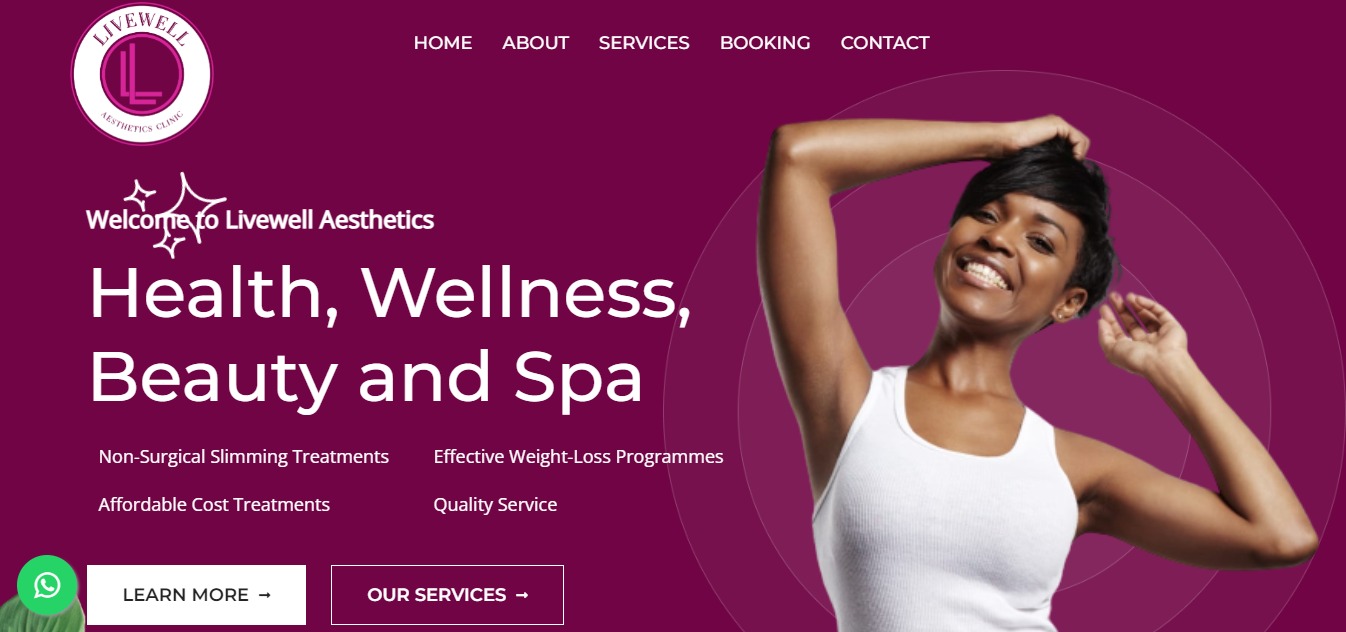 LIVEWELL
AESTHETICS CLINIC
HOME ABOUT SERVICES BOOKING CONTACT
Welcome to Livewell Aesthetics
Health, Wellness,
Beauty and Spa
Non-Surgical Slimming Treatments Effective Weight-Loss Programmes
Affordable Cost Treatments Quality Service
LEARN MORE → OUR SERVICES →